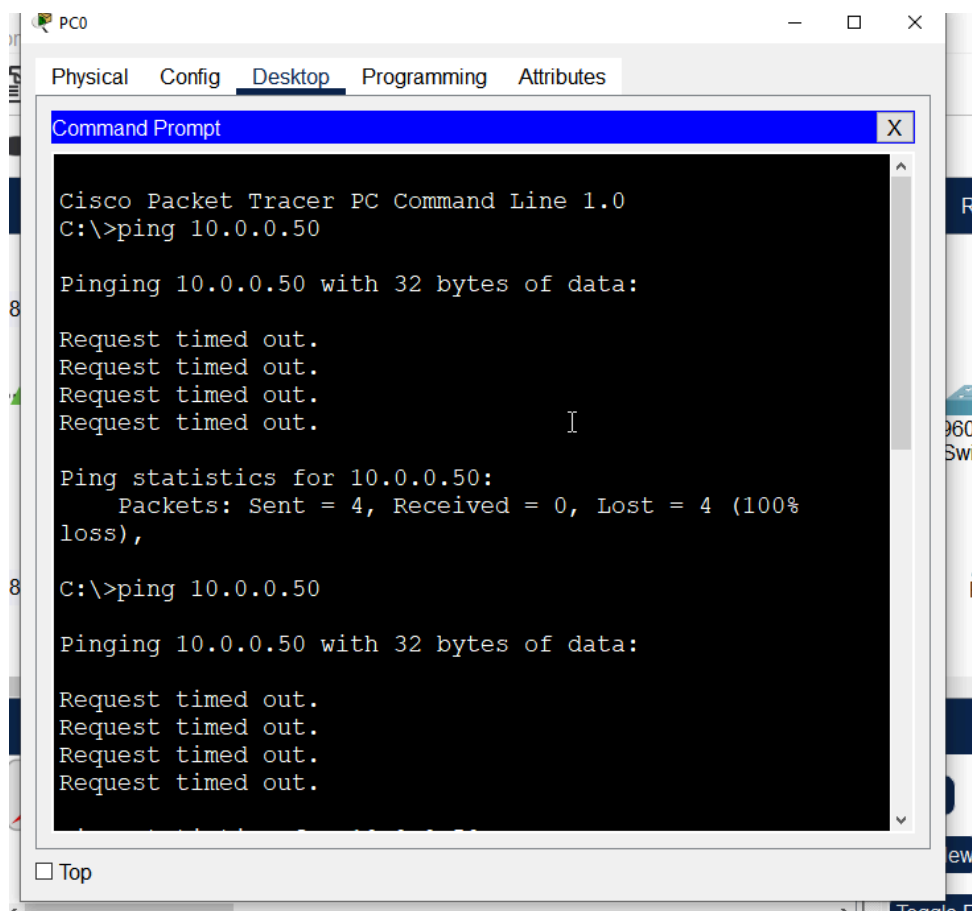 PC0
Physical Config Desktop Programming Attributes
Command Prompt X
Cisco Packet Tracer PC Command Line 1.0
C:\>ping 10.0.0.50
Pinging 10.0.0.50 with 32 bytes of data:
Request timed out.
Request timed out.
Request timed out.
Request timed out.
Ping statistics for 10.0.0.50:
Packets: Sent = 4, Received = 0, Lost = 4 (100%
loss),
C:\>ping 10.0.0.50
Pinging 10.0.0.50 with 32 bytes of data:
Request timed out.
Request timed out.
Request timed out.
Request timed out.
Top